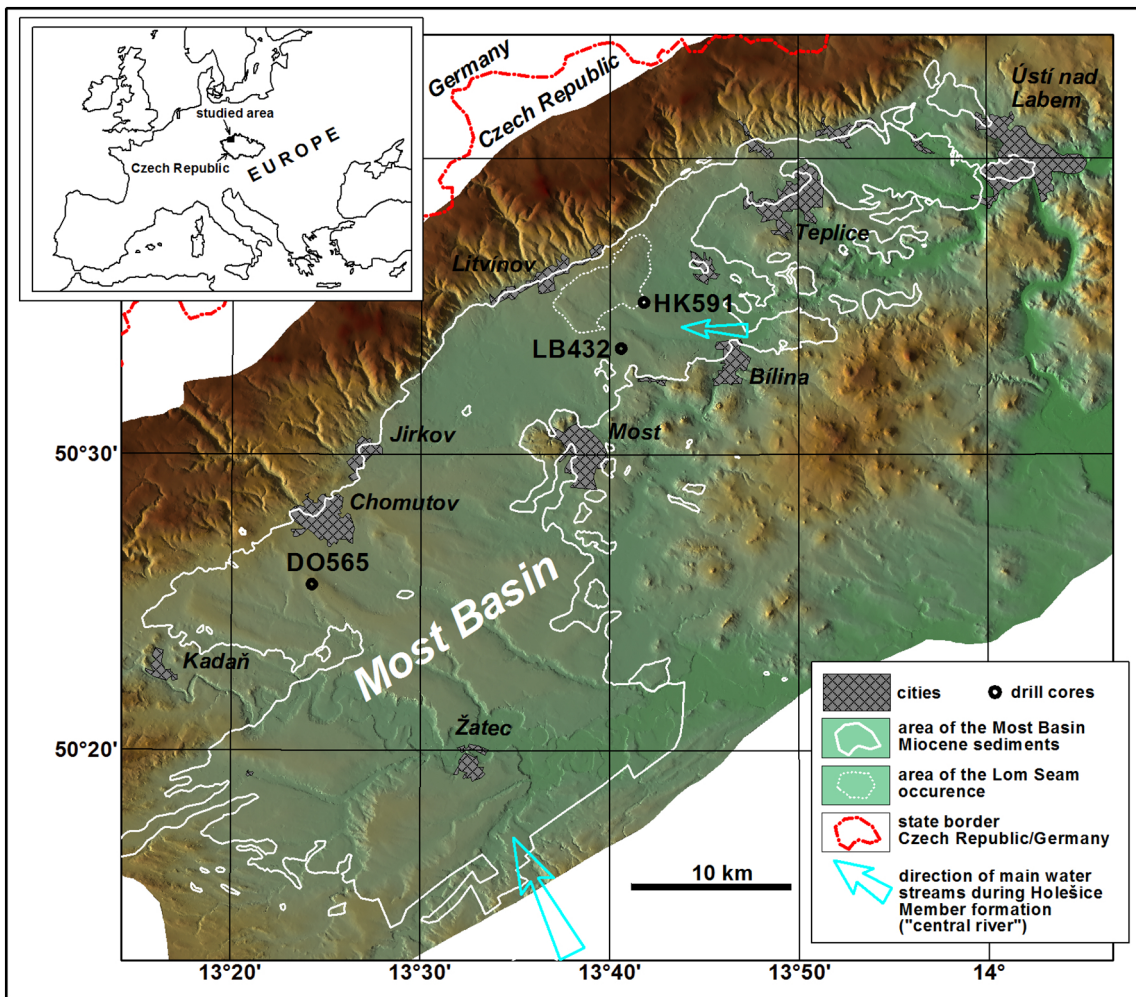 studied area
Czech Republic
EUROPE
Germany
Czech Republic
Ústí nad
Labem
Teplice
Litvínov
HK591
LB432
Bílina
Jirkov
Most
50°30'
Chomutov
DO565
Most Basin
Kadaň
Žatec
50°20'
cities
drill cores
area of the Most Basin
Miocene sediments
area of the Lom Seam
occurence
state border
Czech Republic/Germany
direction of main water
streams during Holešice
Member formation
("central river")
10 km
13°20'
13°30'
13°40'
13°50'
14°